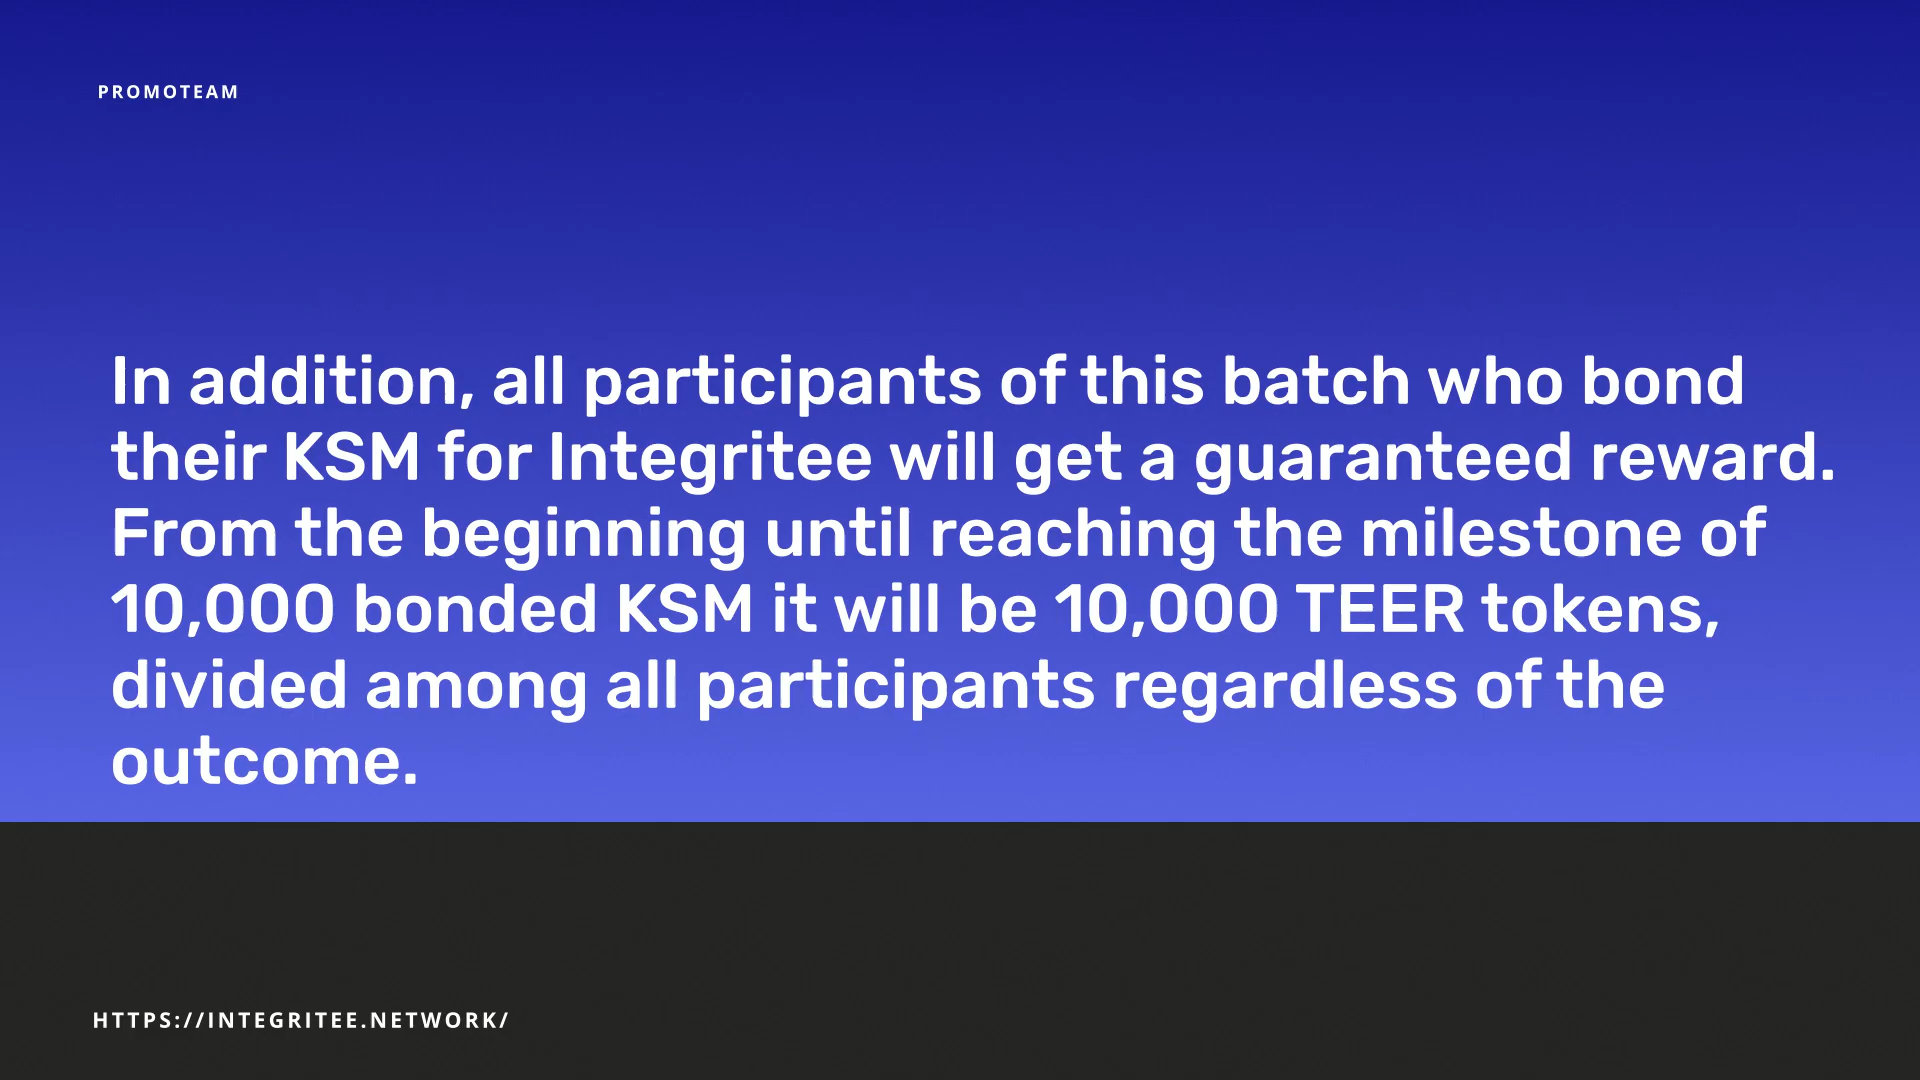 PROMOTEAM
In addition, all participants of this batch who bond
their KSM for Integritee will get a guaranteed reward.
From the beginning until reaching the milestone of
10,000 bonded KSM it will be 10,000 TEER tokens,
divided among all participants regardless of the
outcome.
HTTPS://INTEGRITEE.NETWORK/